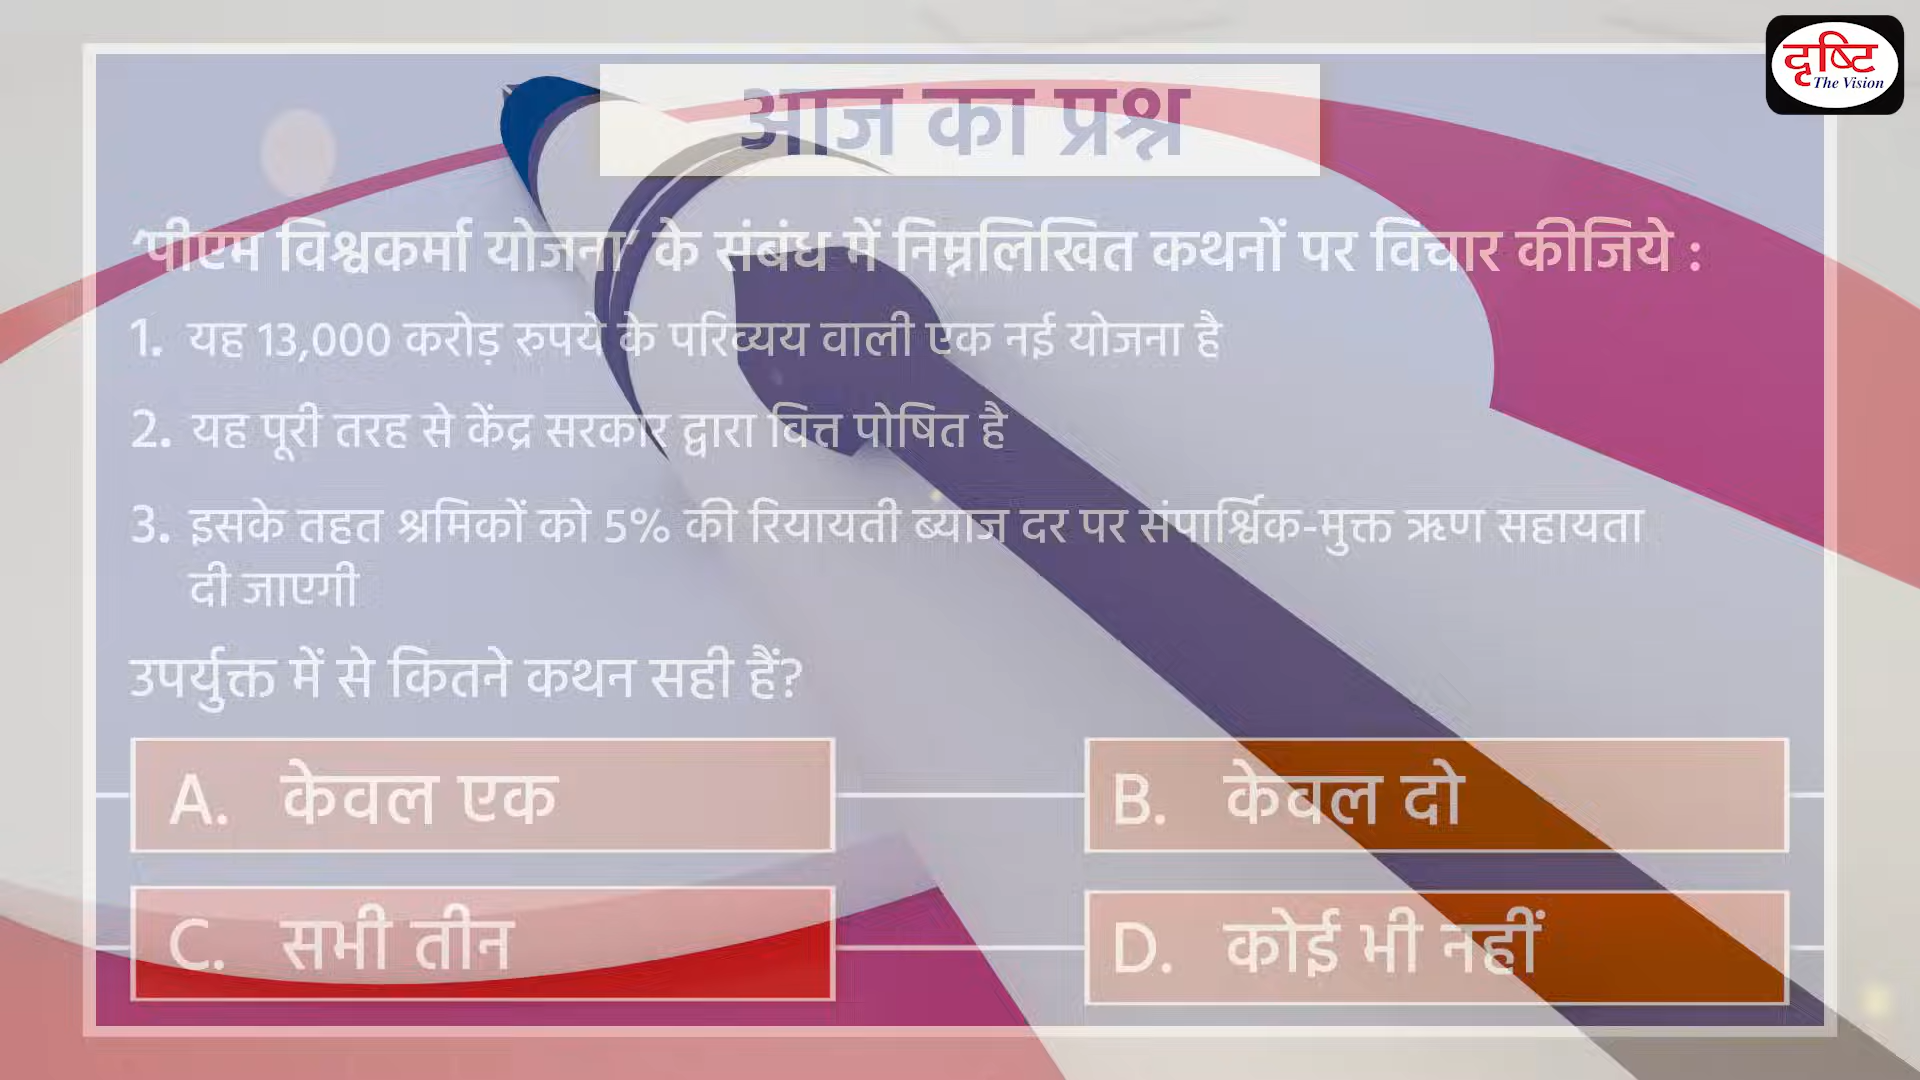 दृष्टि
The Vision
आज का प्रश्न
‘पीएम विश्वकर्मा योजना’ के संबंध में निम्नलिखित कथनों पर विचार कीजिये :
1. यह 13,000 करोड़ रुपये के परिव्यय वाली एक नई योजना है
2. यह पूरी तरह से केंद्र सरकार द्वारा वित्त पोषित है
3. इसके तहत श्रमिकों को 5% की रियायती ब्याज दर पर संपार्श्विक-मुक्त ऋण सहायता
दी जाएगी
उपर्युक्त में से कितने कथन सही हैं?
A. केवल एक
B. केवल दो
C. सभी तीन
D. कोई भी नहीं